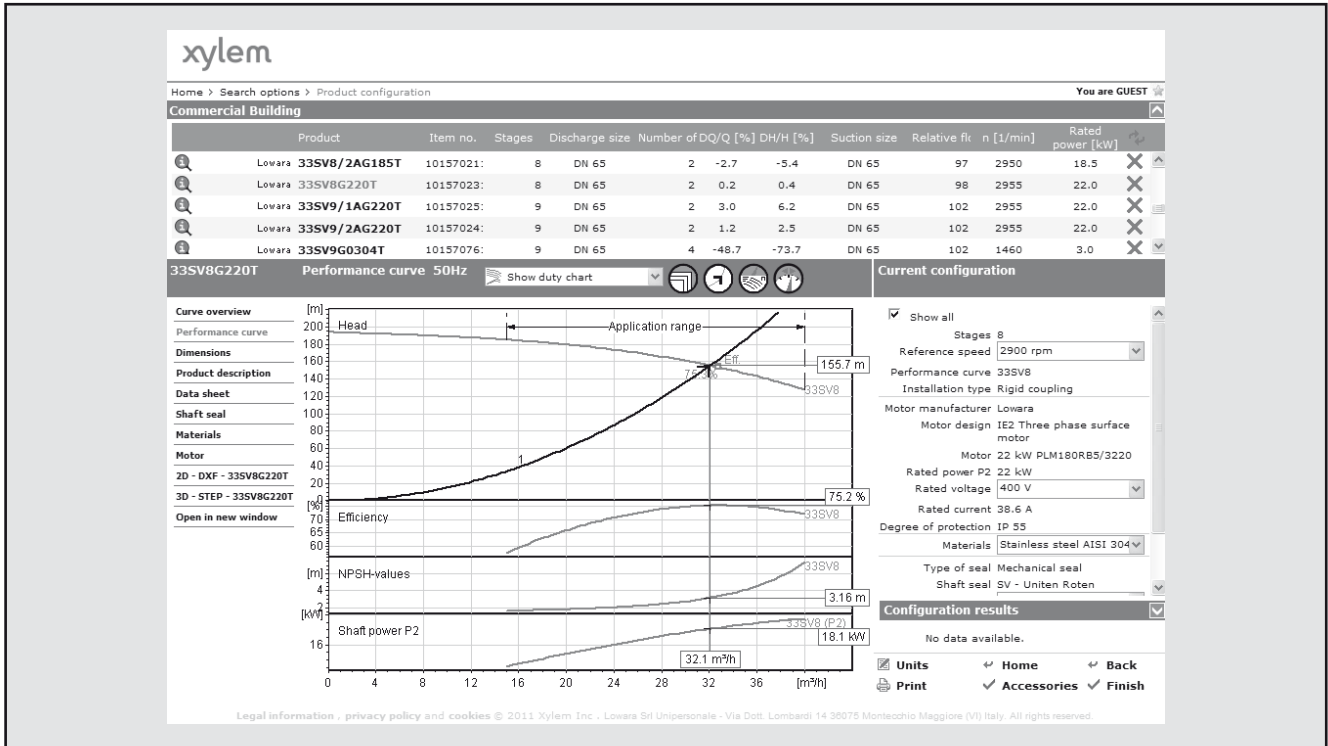 xylem
Home > Search options > Product configuration You are GUEST
Commercial Building
Product Item no. Stages Discharge size Number of DQ/Q [%] DH/H [%] Suction size Relative flc n [1/min] Rated power [kW]
Lowara 33SV8/2AG185T 10157021: 8 DN 65 2 -2.7 -5.4 DN 65 97 2950 18.5
Lowara 33SV8G220T 10157023: 8 DN 65 2 0.2 0.4 DN 65 98 2955 22.0
Lowara 33SV9/1AG220T 10157025: 9 DN 65 2 3.0 6.2 DN 65 102 2955 22.0
Lowara 33SV9/2AG220T 10157024: 9 DN 65 2 1.2 2.5 DN 65 102 2955 22.0
Lowara 33SV9G0304T 10157076: 9 DN 65 4 -48.7 -73.7 DN 65 102 1460 3.0
33SV8G220T Performance curve 50Hz Show duty chart Current configuration
Curve overview
Performance curve
Dimensions
Product description
Data sheet
Shaft seal
Materials
Motor
2D - DXF - 33SV8G220T
3D - STEP - 33SV8G220T
Open in new window
[m]
Head
Application range
200
180
160
140
120
100
80
60
40
20
0
Eff.
155.7 m
33SV8
1
75.2 %
[%]
Efficiency
70
65
60
33SV8
[m]
NPSH-values
33SV8
4
2
3.16 m
[kW]
Shaft power P2
33SV8 (P2)
18.1 kW
16
32.1 m³/h
0 4 8 12 16 20 24 28 32 36 [m³/h]
Show all
Stages 8
Reference speed 2900 rpm
Performance curve 33SV8
Installation type Rigid coupling
Motor manufacturer Lowara
Motor design IE2 Three phase surface
motor
Motor 22 kW PLM180RB5/3220
Rated power P2 22 kW
Rated voltage 400 V
Rated current 38.6 A
Degree of protection IP 55
Materials Stainless steel AISI 304
Type of seal Mechanical seal
Shaft seal SV - Uniten Roten
Configuration results
No data available.
Units Home Back
Print Accessories Finish
Legal information , privacy policy and cookies © 2011 Xylem Inc . Lowara Srl Unipersonale - Via Dott. Lombardi 14 36075 Montecchio Maggiore (VI) Italy. All rights reserved.